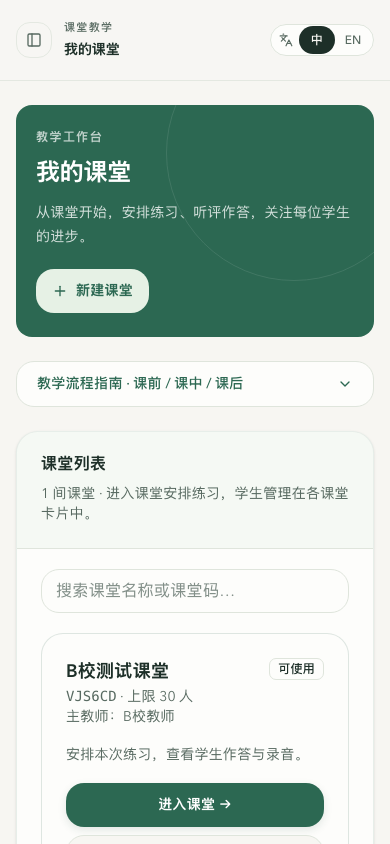 课堂教学
我的课堂
中
EN
教学工作台
我的课堂
从课堂开始，安排练习、听评作答，关注每位学生
的进步。
+ 新建课堂
教学流程指南 · 课前 / 课中 / 课后
课堂列表
1 间课堂 · 进入课堂安排练习，学生管理在各课堂
卡片中。
搜索课堂名称或课堂码...
B校测试课堂
可使用
VJS6CD · 上限 30 人
主教师：B校教师
安排本次练习，查看学生作答与录音。
进入课堂 →